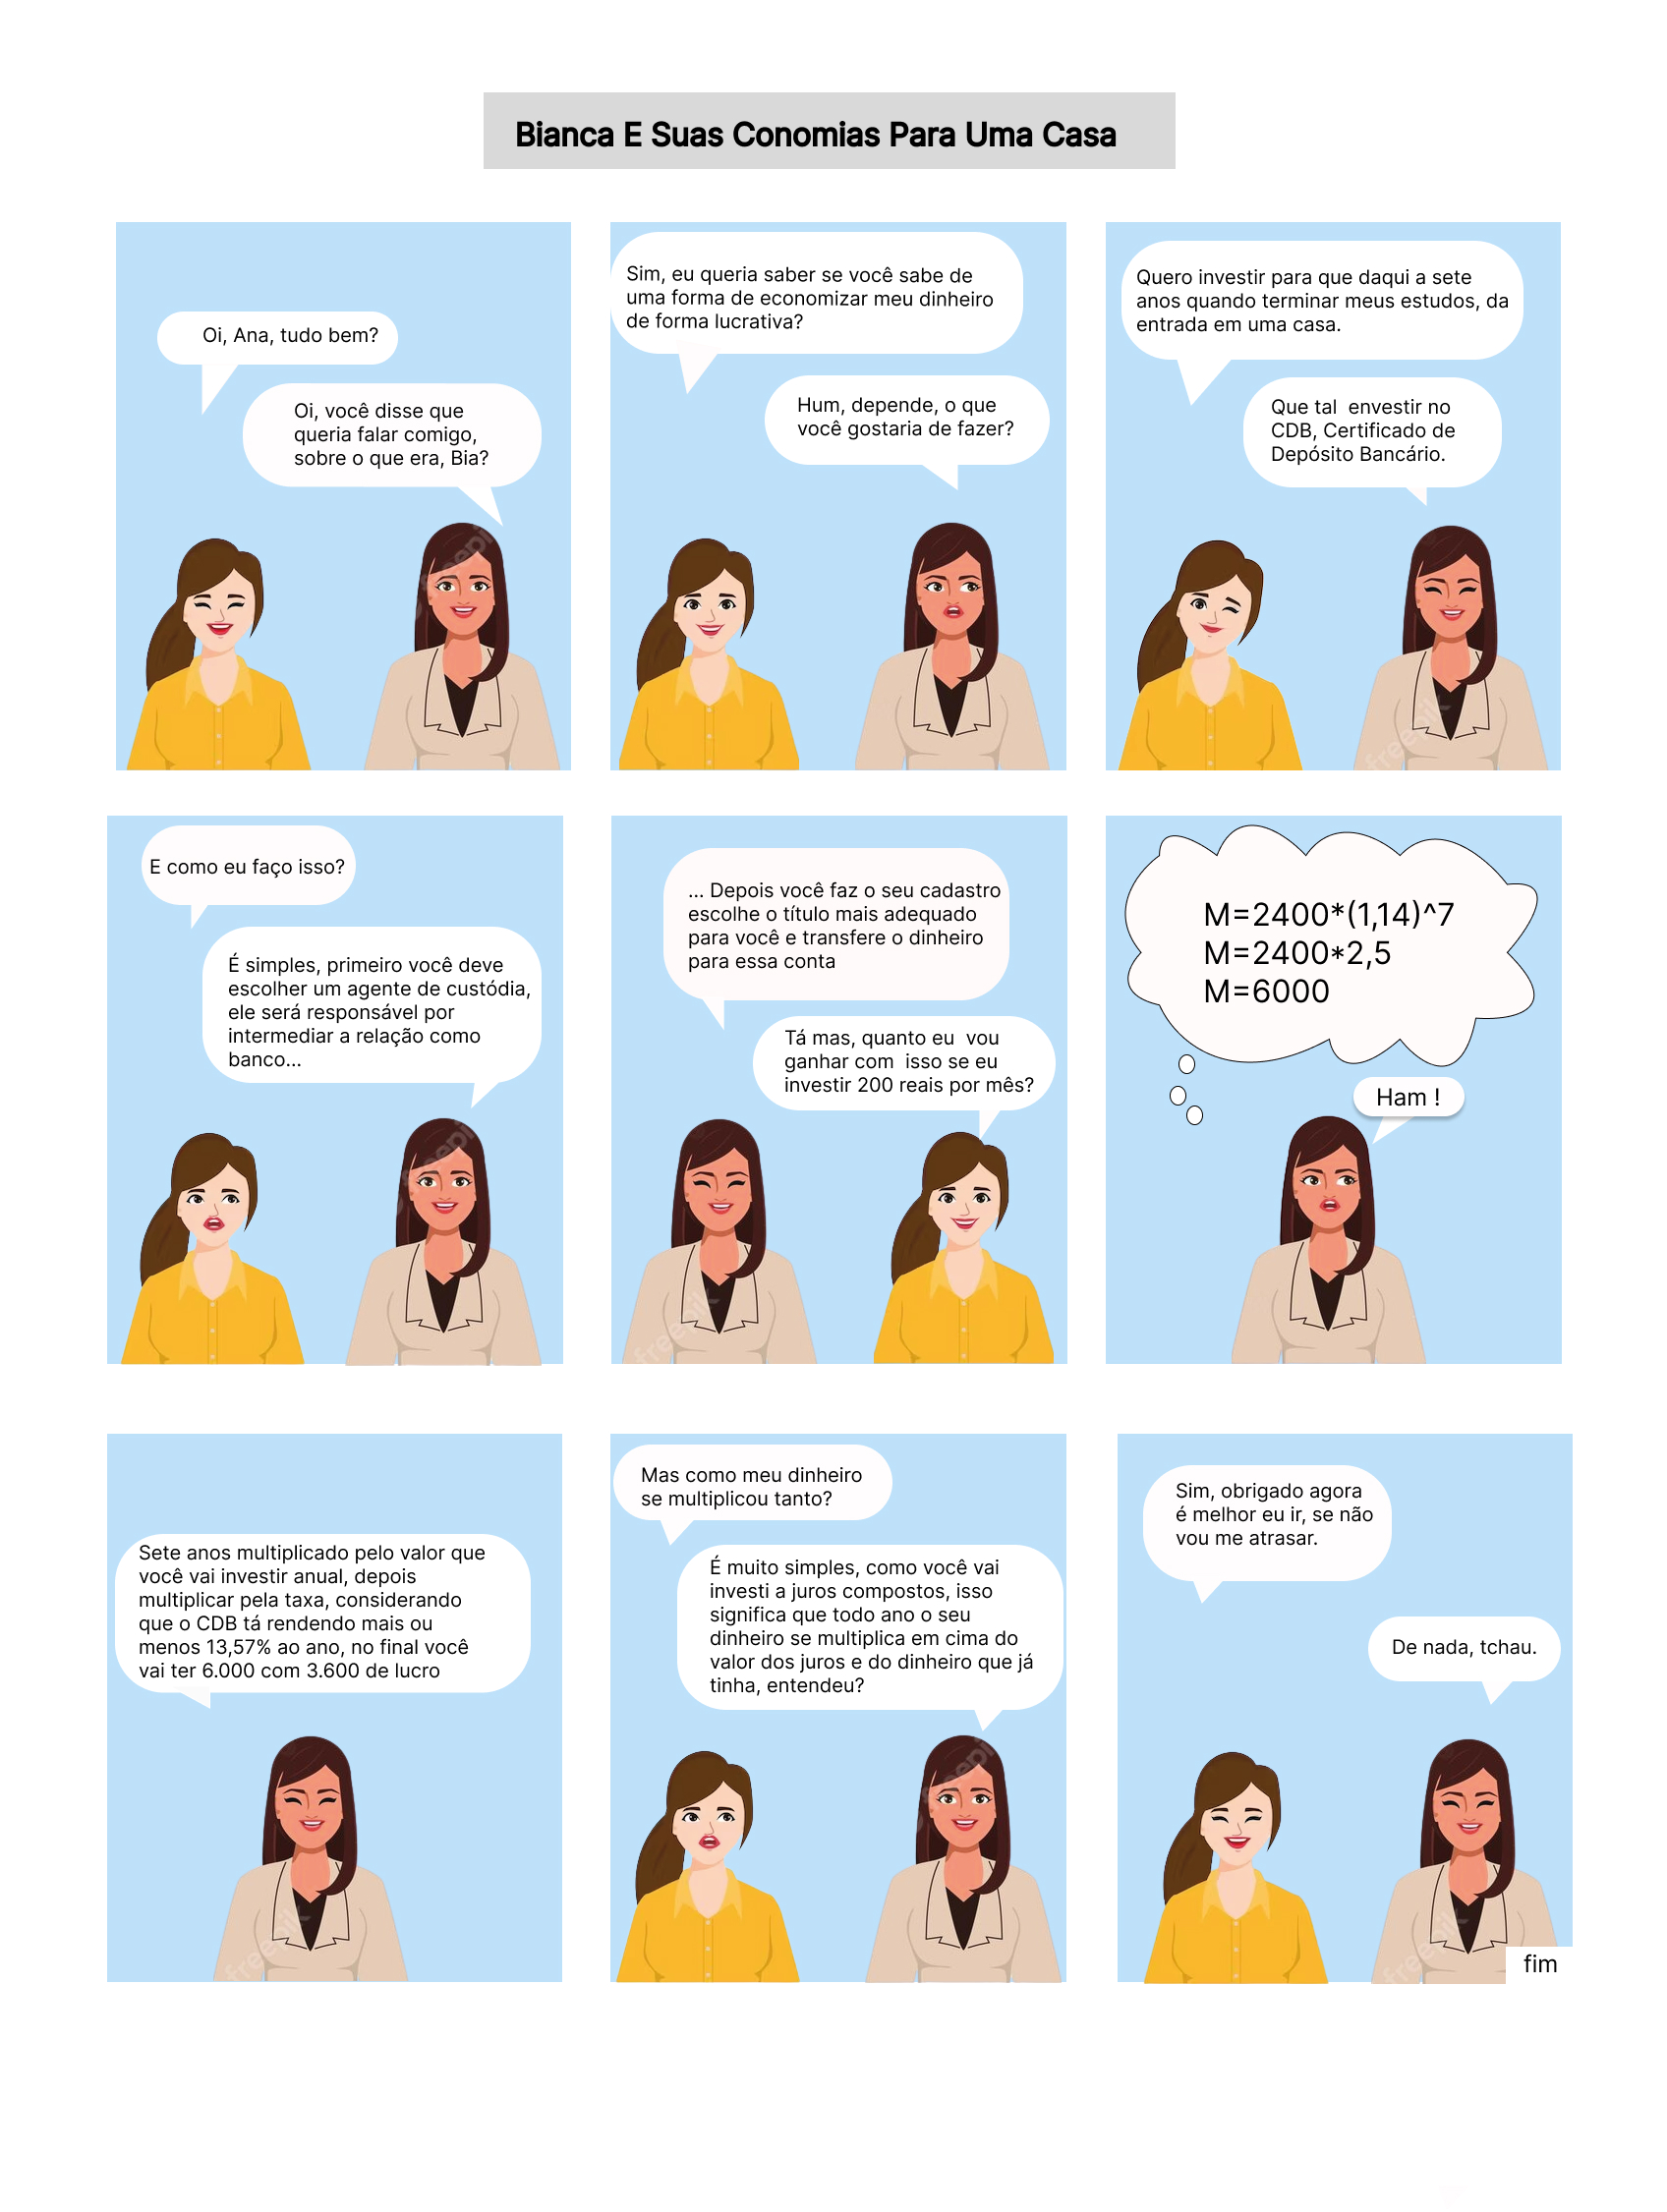 Bianca E Suas Conomias Para Uma Casa
Oi, Ana, tudo bem?
Oi, você disse que
queria falar comigo,
sobre o que era, Bia?
Sim, eu queria saber se você sabe de
uma forma de economizar meu dinheiro
de forma lucrativa?
Hum, depende, o que
você gostaria de fazer?
Quero investir para que daqui a sete
anos quando terminar meus estudos, da
entrada em uma casa.
Que tal  envestir no
CDB, Certificado de
Depósito Bancário.
E como eu faço isso?
É simples, primeiro você deve
escolher um agente de custódia,
ele será responsável por
intermediar a relação como
banco...
... Depois você faz o seu cadastro
escolhe o título mais adequado
para você e transfere o dinheiro
para essa conta
Tá mas, quanto eu  vou
ganhar com  isso se eu
investir 200 reais por mês?
M=2400*(1,14)^7
M=2400*2,5
M=6000
Ham !
Sete anos multiplicado pelo valor que
você vai investir anual, depois
multiplicar pela taxa, considerando
que o CDB tá rendendo mais ou
menos 13,57% ao ano, no final você
vai ter 6.000 com 3.600 de lucro
Mas como meu dinheiro
se multiplicou tanto?
É muito simples, como você vai
investi a juros compostos, isso
significa que todo ano o seu
dinheiro se multiplica em cima do
valor dos juros e do dinheiro que já
tinha, entendeu?
Sim, obrigado agora
é melhor eu ir, se não
vou me atrasar.
De nada, tchau.
fim